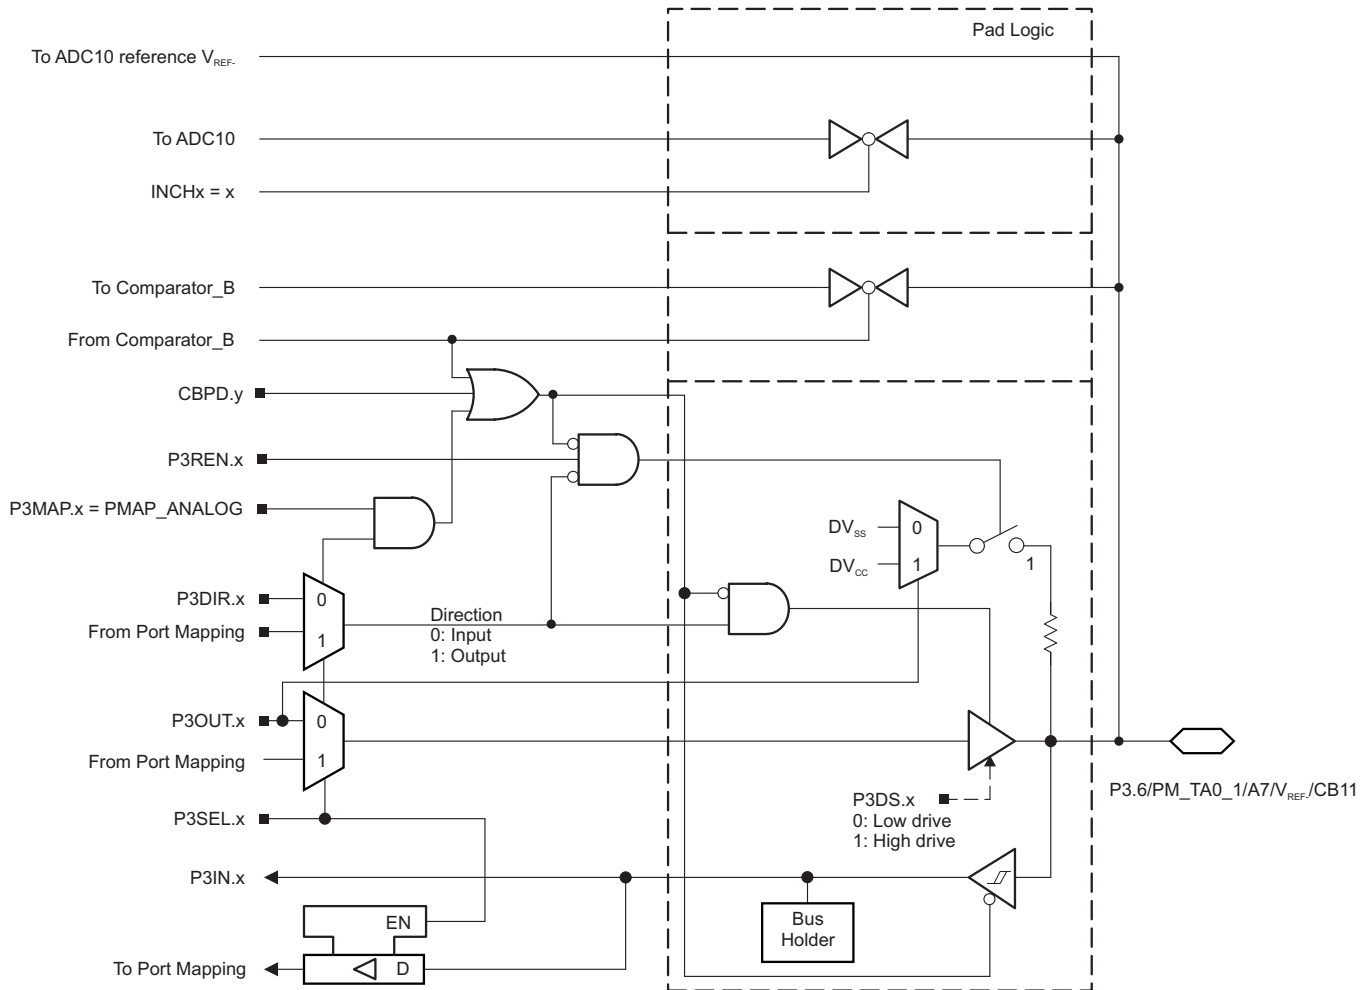 Pad Logic
To ADC10 reference VREF-
To ADC10
INCHx = x
To Comparator_B
From Comparator_B
CBPD.y
P3REN.x
P3MAP.x = PMAP_ANALOG
DVSS
0
DVCC
1
1
P3DIR.x
0
From Port Mapping
1
Direction
0: Input
1: Output
P3OUT.x
0
From Port Mapping
1
P3.6/PM_TA0_1/A7/VREF-/CB11
P3DS.x
0: Low drive
1: High drive
P3SEL.x
P3IN.x
EN
Bus
Holder
To Port Mapping
D